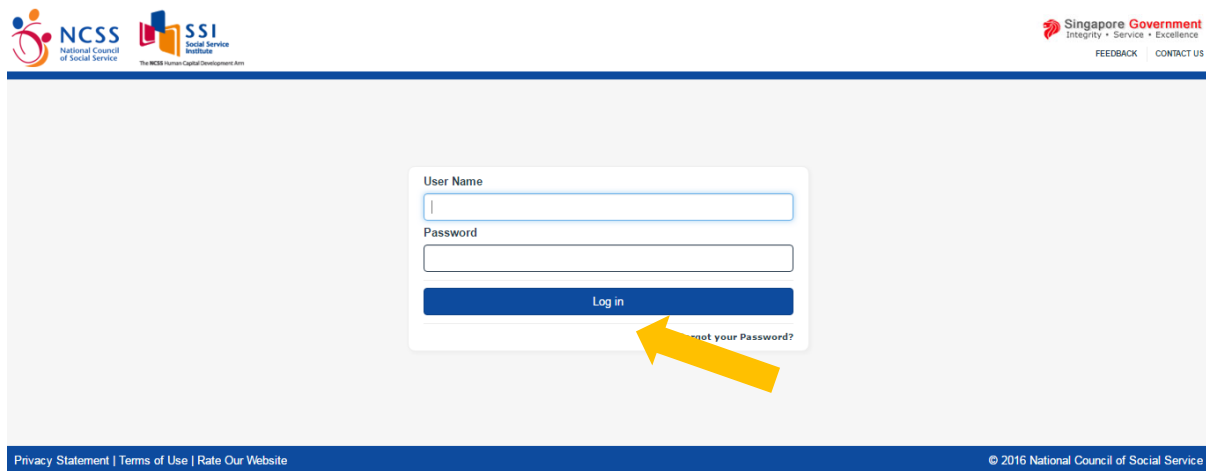 NCSS
National Council
of Social Service
SSI
Social Service
Institute
The NCSS Human Capital Development Arm
Singapore Government
Integrity • Service • Excellence
FEEDBACK
CONTACT US
User Name
Password
Log in
your Password?
Privacy Statement | Terms of Use | Rate Our Website
© 2016 National Council of Social Service